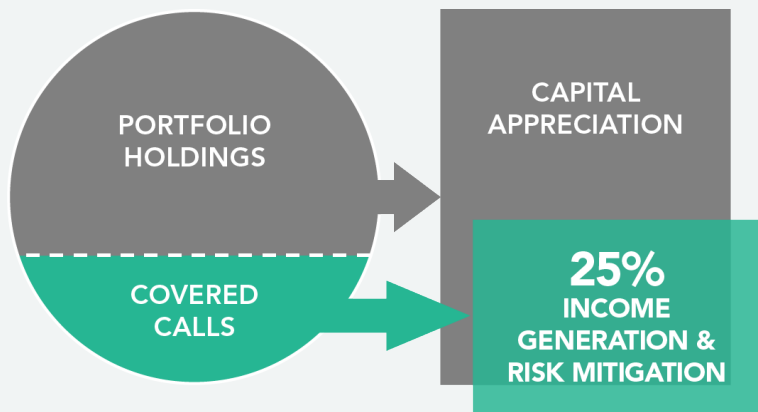 PORTFOLIO
HOLDINGS
COVERED
CALLS
CAPITAL
APPRECIATION
25%
INCOME
GENERATION &
RISK MITIGATION